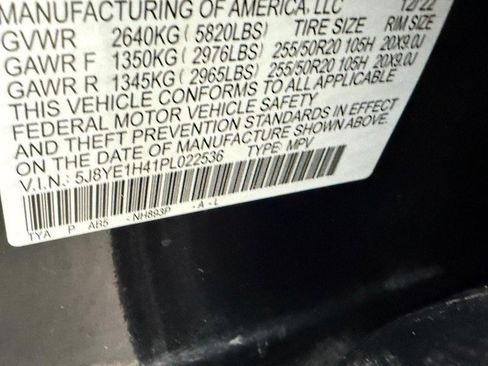 MANUFACTURING OF AMERICA, LLC 12/22
GVWR 2640KG ( 5820LBS) TIRE SIZE RIM SIZE
GAWR F 1350KG ( 2976LBS) 255/50R20 105H 20X9.0J
GAWR R 1345KG ( 2965LBS) 255/50R20 105H 20X9.0J
THIS VEHICLE CONFORMS TO ALL APPLICABLE
FEDERAL MOTOR VEHICLE SAFETY
AND THEFT PREVENTION STANDARDS IN EFFECT
ON THE DATE OF MANUFACTURE SHOWN ABOVE.
V.I.N.: 5J8YE1H41PL022536 TYPE: MPV
TYA P AB5 - NH893P - A - L